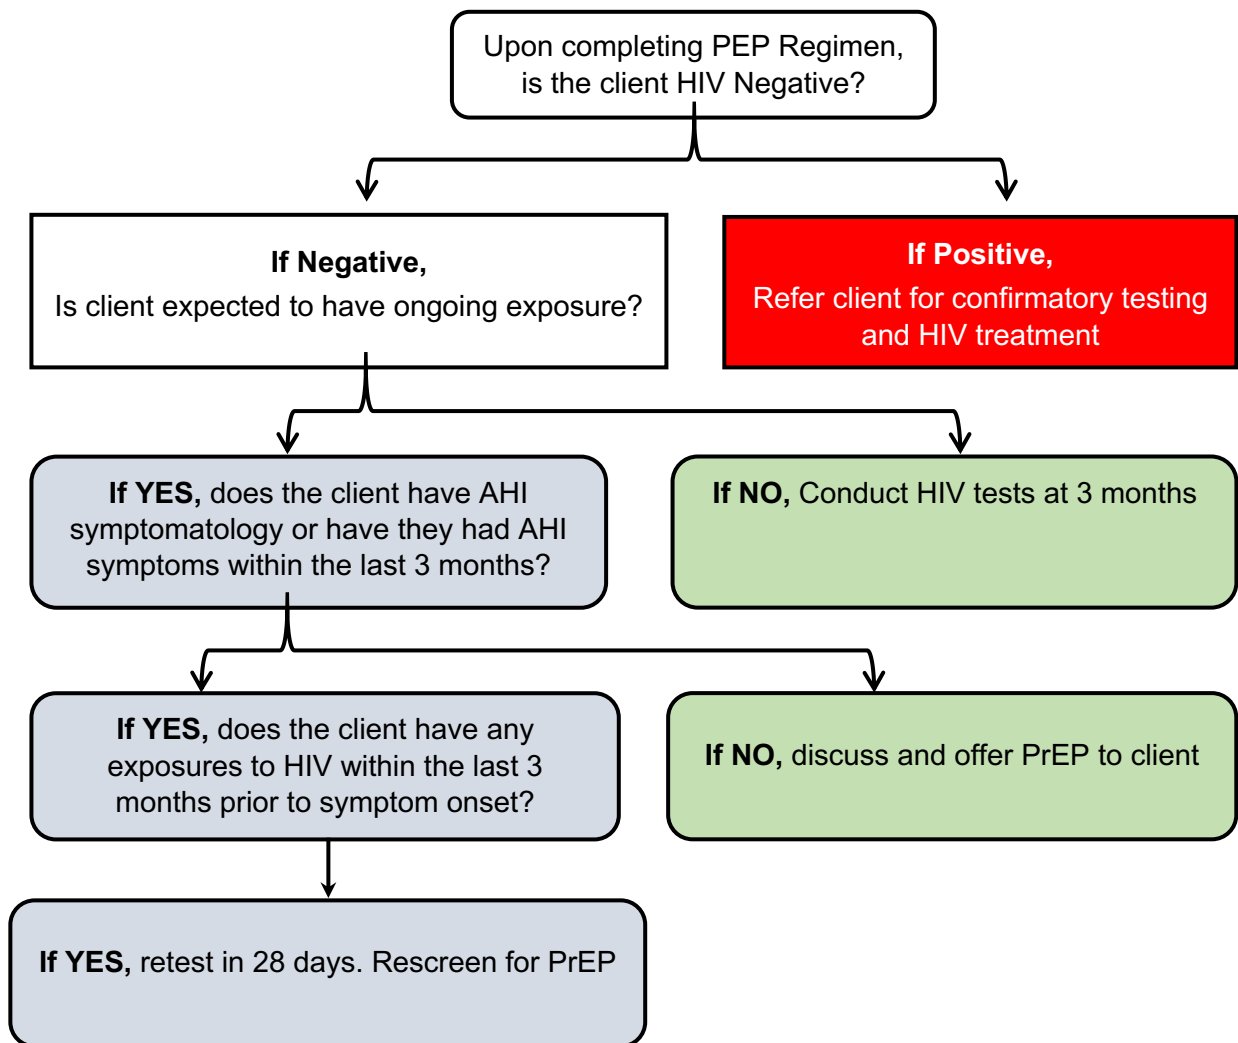 Upon completing PEP Regimen,
is the client HIV Negative?
If Negative,
Is client expected to have ongoing exposure?
If Positive,
Refer client for confirmatory testing
and HIV treatment
If YES, does the client have AHI
symptomatology or have they had AHI
symptoms within the last 3 months?
If NO, Conduct HIV tests at 3 months
If YES, does the client have any
exposures to HIV within the last 3
months prior to symptom onset?
If NO, discuss and offer PrEP to client
If YES, retest in 28 days. Rescreen for PrEP